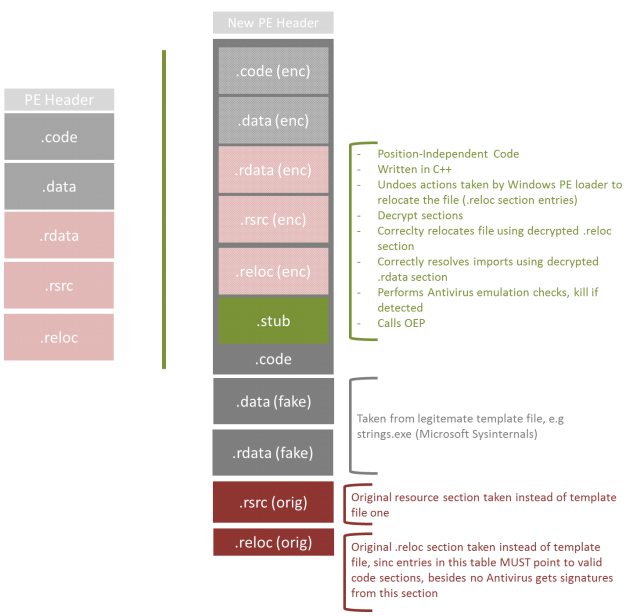 New PE Header
.code (enc)
.data (enc)
.rdata (enc)
.rsrc (enc)
.reloc (enc)
.stub
.code
.data (fake)
.rdata (fake)
.rsrc (orig)
.reloc (orig)
PE Header
.code
.data
.rdata
.rsrc
.reloc
- Position-Independent Code
- Written in C++
- Undoes actions taken by Windows PE loader to
relocate the file (.reloc section entries)
- Decrypt sections
- Correclty relocates file using decrypted .reloc
section
- Correctly resolves imports using decrypted
.rdata section
- Performs Antivirus emulation checks, kill if
detected
- Calls OEP
Taken from legitemate template file, e.g
strings.exe (Microsoft Sysinternals)
Original resource section taken instead of template
file one
Original .reloc section taken instead of template
file, sinc entries in this table MUST point to valid
code sections, besides no Antivirus gets signatures
from this section